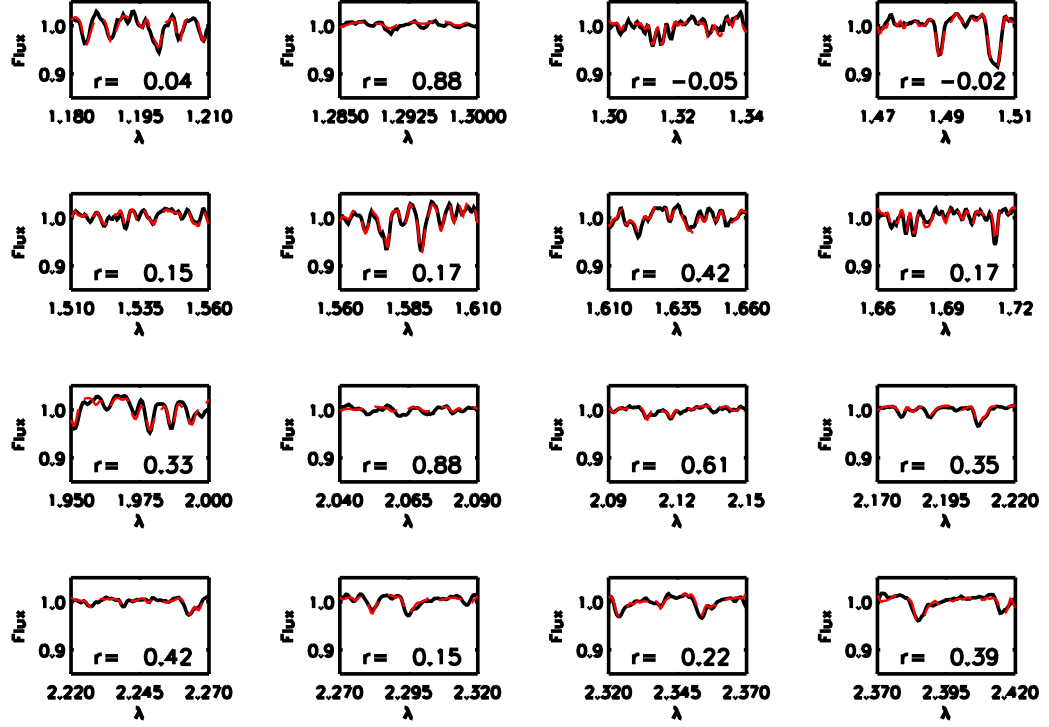 Flux 1.0 0.9 r= 0.04
1.180 1.195 1.210
λ
Flux 1.0 0.9 r= 0.88
1.2850 1.2925 1.3000
λ
Flux 1.0 0.9 r= −0.05
1.30 1.32 1.34
λ
Flux 1.0 0.9 r= −0.02
1.47 1.49 1.51
λ
Flux 1.0 0.9 r= 0.15
1.510 1.535 1.560
λ
Flux 1.0 0.9 r= 0.17
1.560 1.585 1.610
λ
Flux 1.0 0.9 r= 0.42
1.610 1.635 1.660
λ
Flux 1.0 0.9 r= 0.17
1.66 1.69 1.72
λ
Flux 1.0 0.9 r= 0.33
1.950 1.975 2.000
λ
Flux 1.0 0.9 r= 0.88
2.040 2.065 2.090
λ
Flux 1.0 0.9 r= 0.61
2.09 2.12 2.15
λ
Flux 1.0 0.9 r= 0.35
2.170 2.195 2.220
λ
Flux 1.0 0.9 r= 0.42
2.220 2.245 2.270
λ
Flux 1.0 0.9 r= 0.15
2.270 2.295 2.320
λ
Flux 1.0 0.9 r= 0.22
2.320 2.345 2.370
λ
Flux 1.0 0.9 r= 0.39
2.370 2.395 2.420
λ